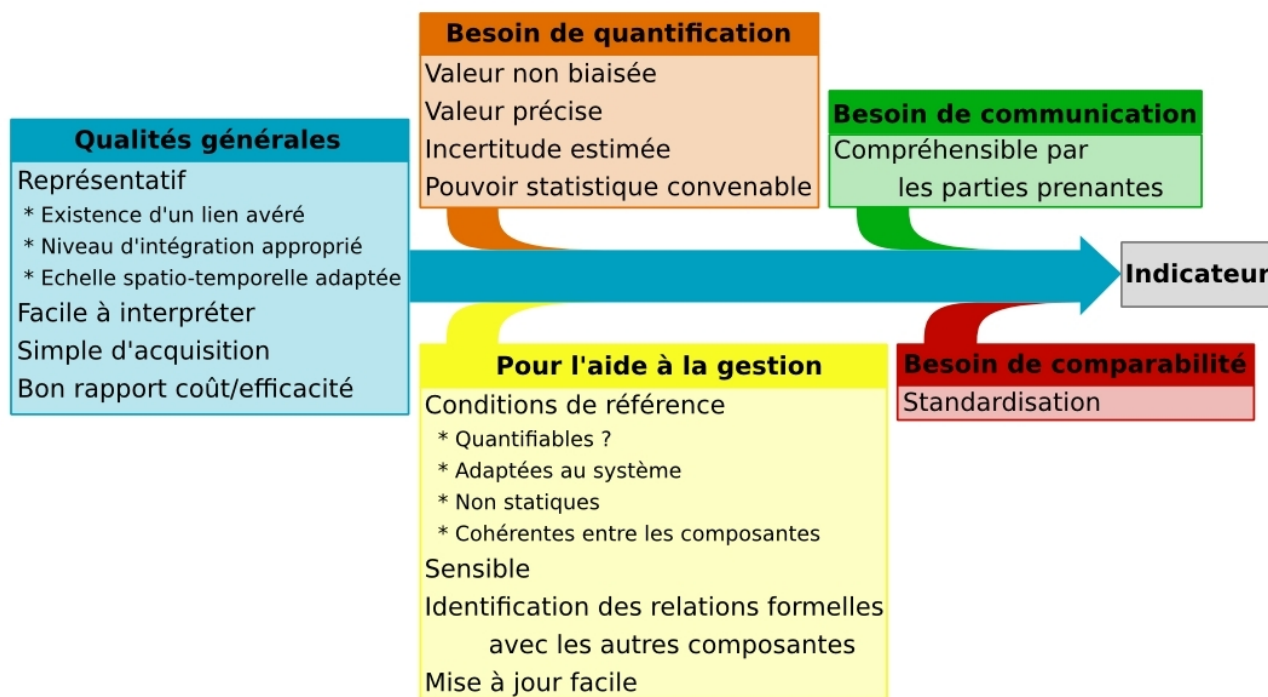 Qualités générales
Représentatif
* Existence d'un lien avéré
* Niveau d'intégration approprié
* Echelle spatio-temporelle adaptée
Facile à interpréter
Simple d'acquisition
Bon rapport coût/efficacité
Besoin de quantification
Valeur non biaisée
Valeur précise
Incertitude estimée
Pouvoir statistique convenable
Besoin de communication
Compréhensible par
les parties prenantes
Indicateur
Pour l'aide à la gestion
Conditions de référence
* Quantifiables ?
* Adaptées au système
* Non statiques
* Cohérentes entre les composantes
Sensible
Identification des relations formelles
avec les autres composantes
Mise à jour facile
Besoin de comparabilité
Standardisation